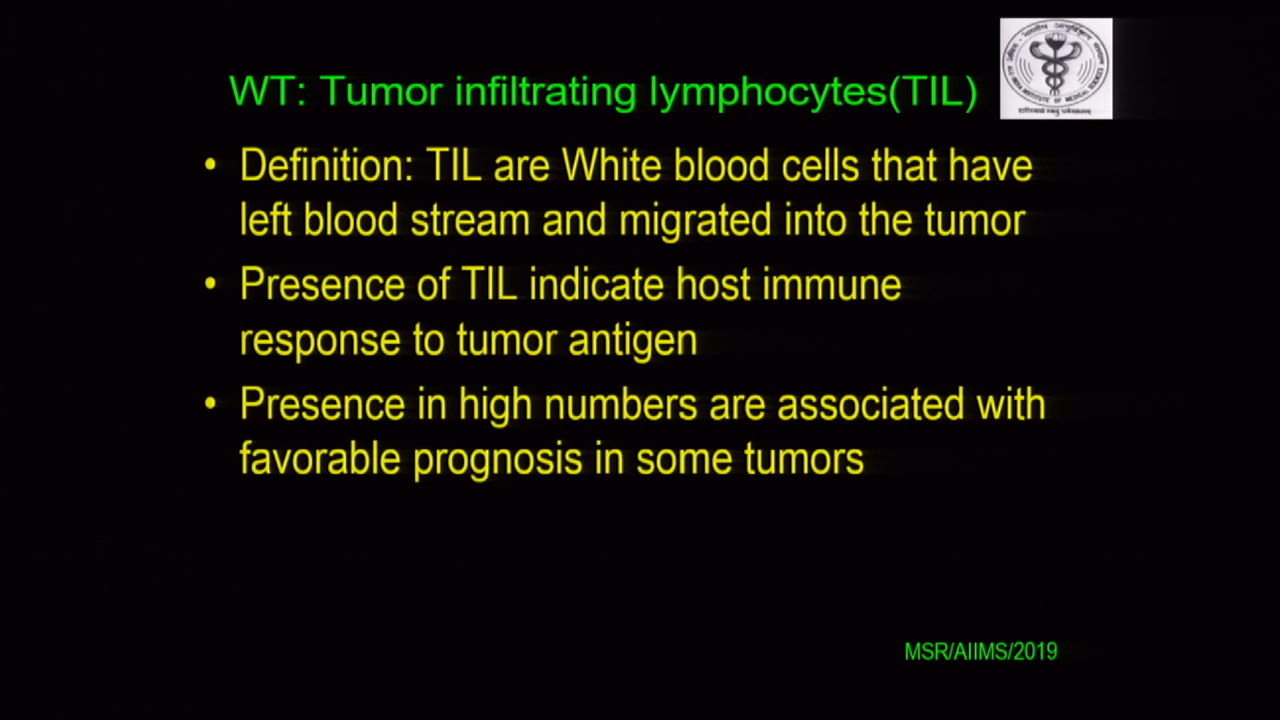 WT: Tumor infiltrating lymphocytes(TIL)
• Definition: TIL are White blood cells that have
left blood stream and migrated into the tumor
• Presence of TIL indicate host immune
response to tumor antigen
• Presence in high numbers are associated with
favorable prognosis in some tumors
MSR/AIIMS/2019